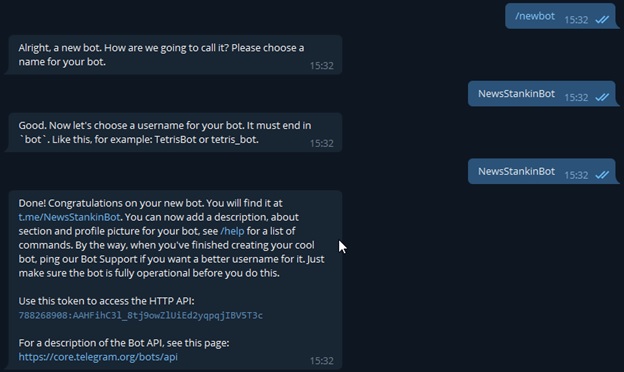 /newbot 15:32
Alright, a new bot. How are we going to call it? Please choose a
name for your bot. 15:32
NewsStankinBot 15:32
Good. Now let's choose a username for your bot. It must end in
`bot`. Like this, for example: TetrisBot or tetris_bot. 15:32
NewsStankinBot 15:32
Done! Congratulations on your new bot. You will find it at
t.me/NewsStankinBot. You can now add a description, about
section and profile picture for your bot, see /help for a list of
commands. By the way, when you've finished creating your cool
bot, ping our Bot Support if you want a better username for it. Just
make sure the bot is fully operational before you do this.
Use this token to access the HTTP API:
788268908:AAHFihC3l_8tj9owZlUiEd2yqpqjIBV5T3c
For a description of the Bot API, see this page:
https://core.telegram.org/bots/api 15:32